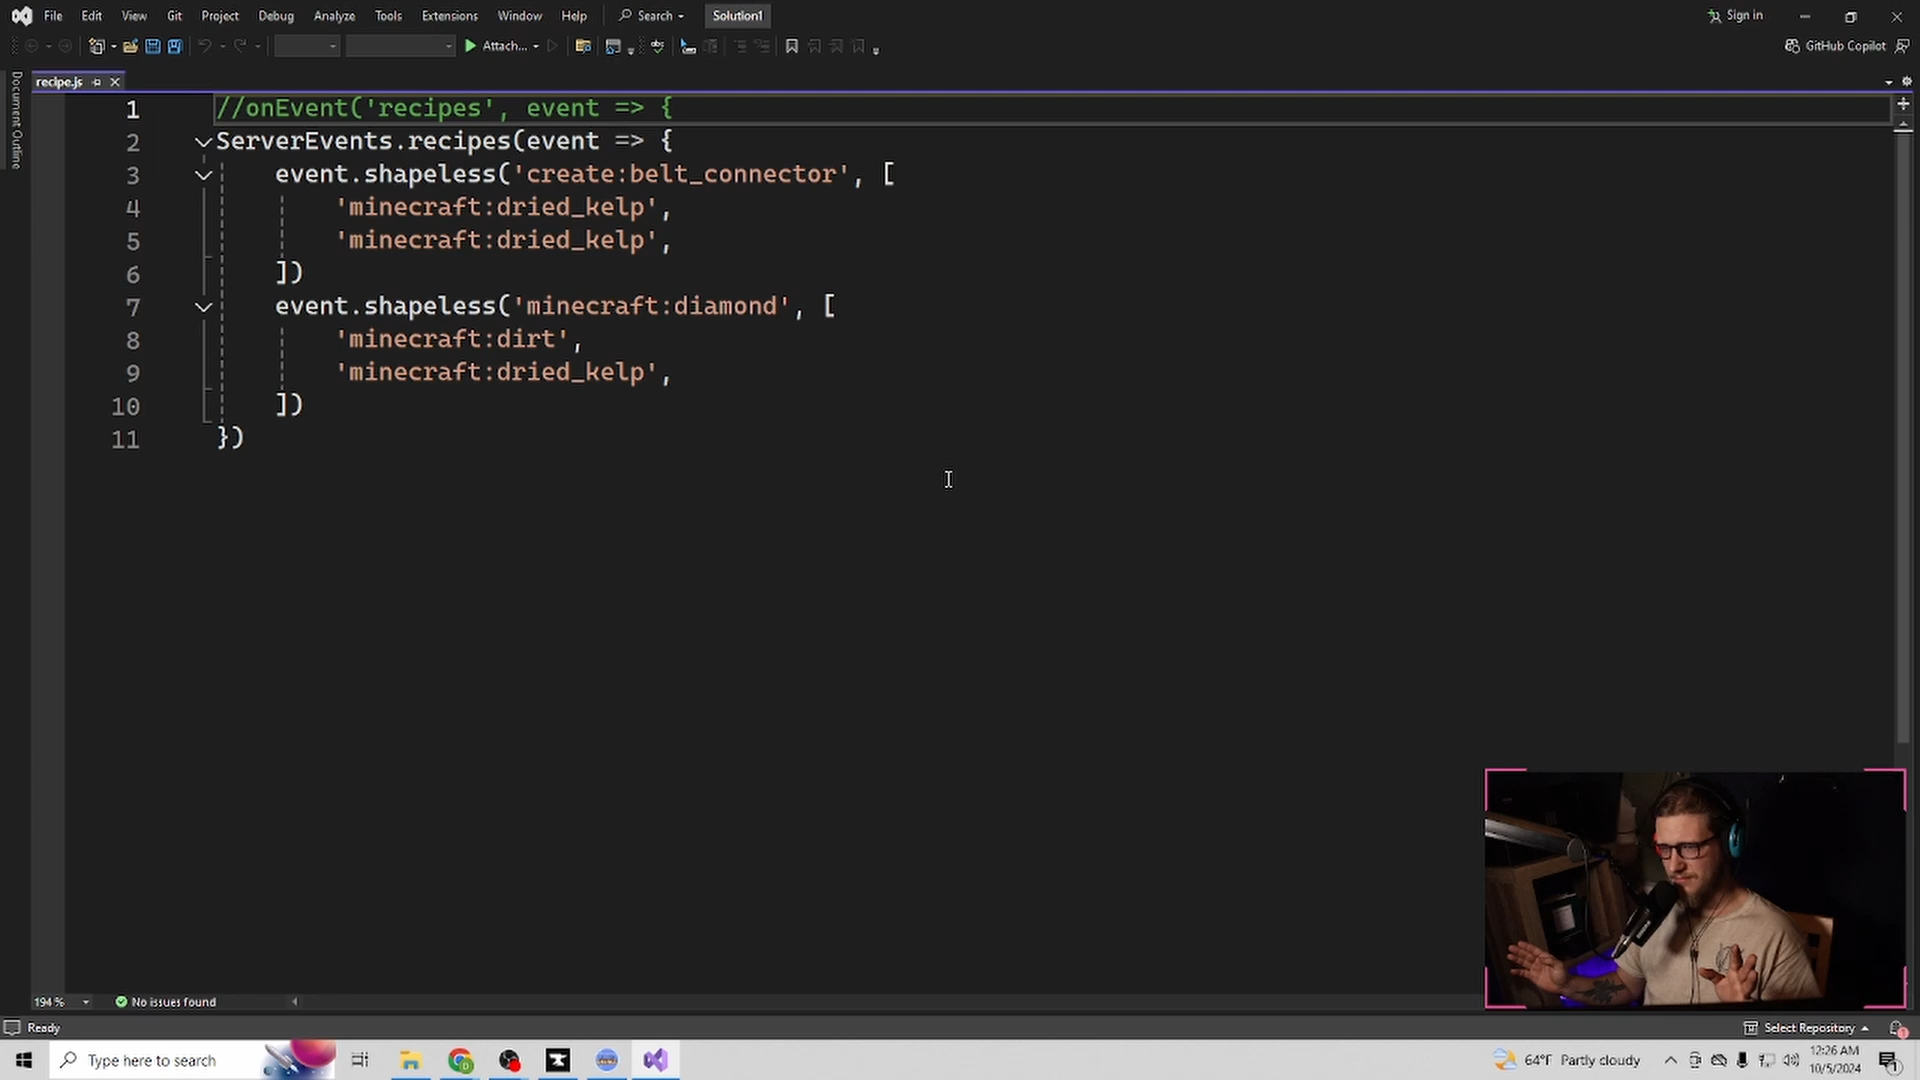 File Edit View Git Project Debug Analyze Tools Extensions Window Help Search Solution1 Sign in
Attach... GitHub Copilot
Document Outline
recipe.js
1 //onEvent('recipes', event => {
2 ServerEvents.recipes(event => {
3 event.shapeless('create:belt_connector', [
4 'minecraft:dried_kelp',
5 'minecraft:dried_kelp',
6 ])
7 event.shapeless('minecraft:diamond', [
8 'minecraft:dirt',
9 'minecraft:dried_kelp',
10 ])
11 })
194 % No issues found
Ready Select Repository
Type here to search 64°F Partly cloudy 12:26 AM
10/5/2024